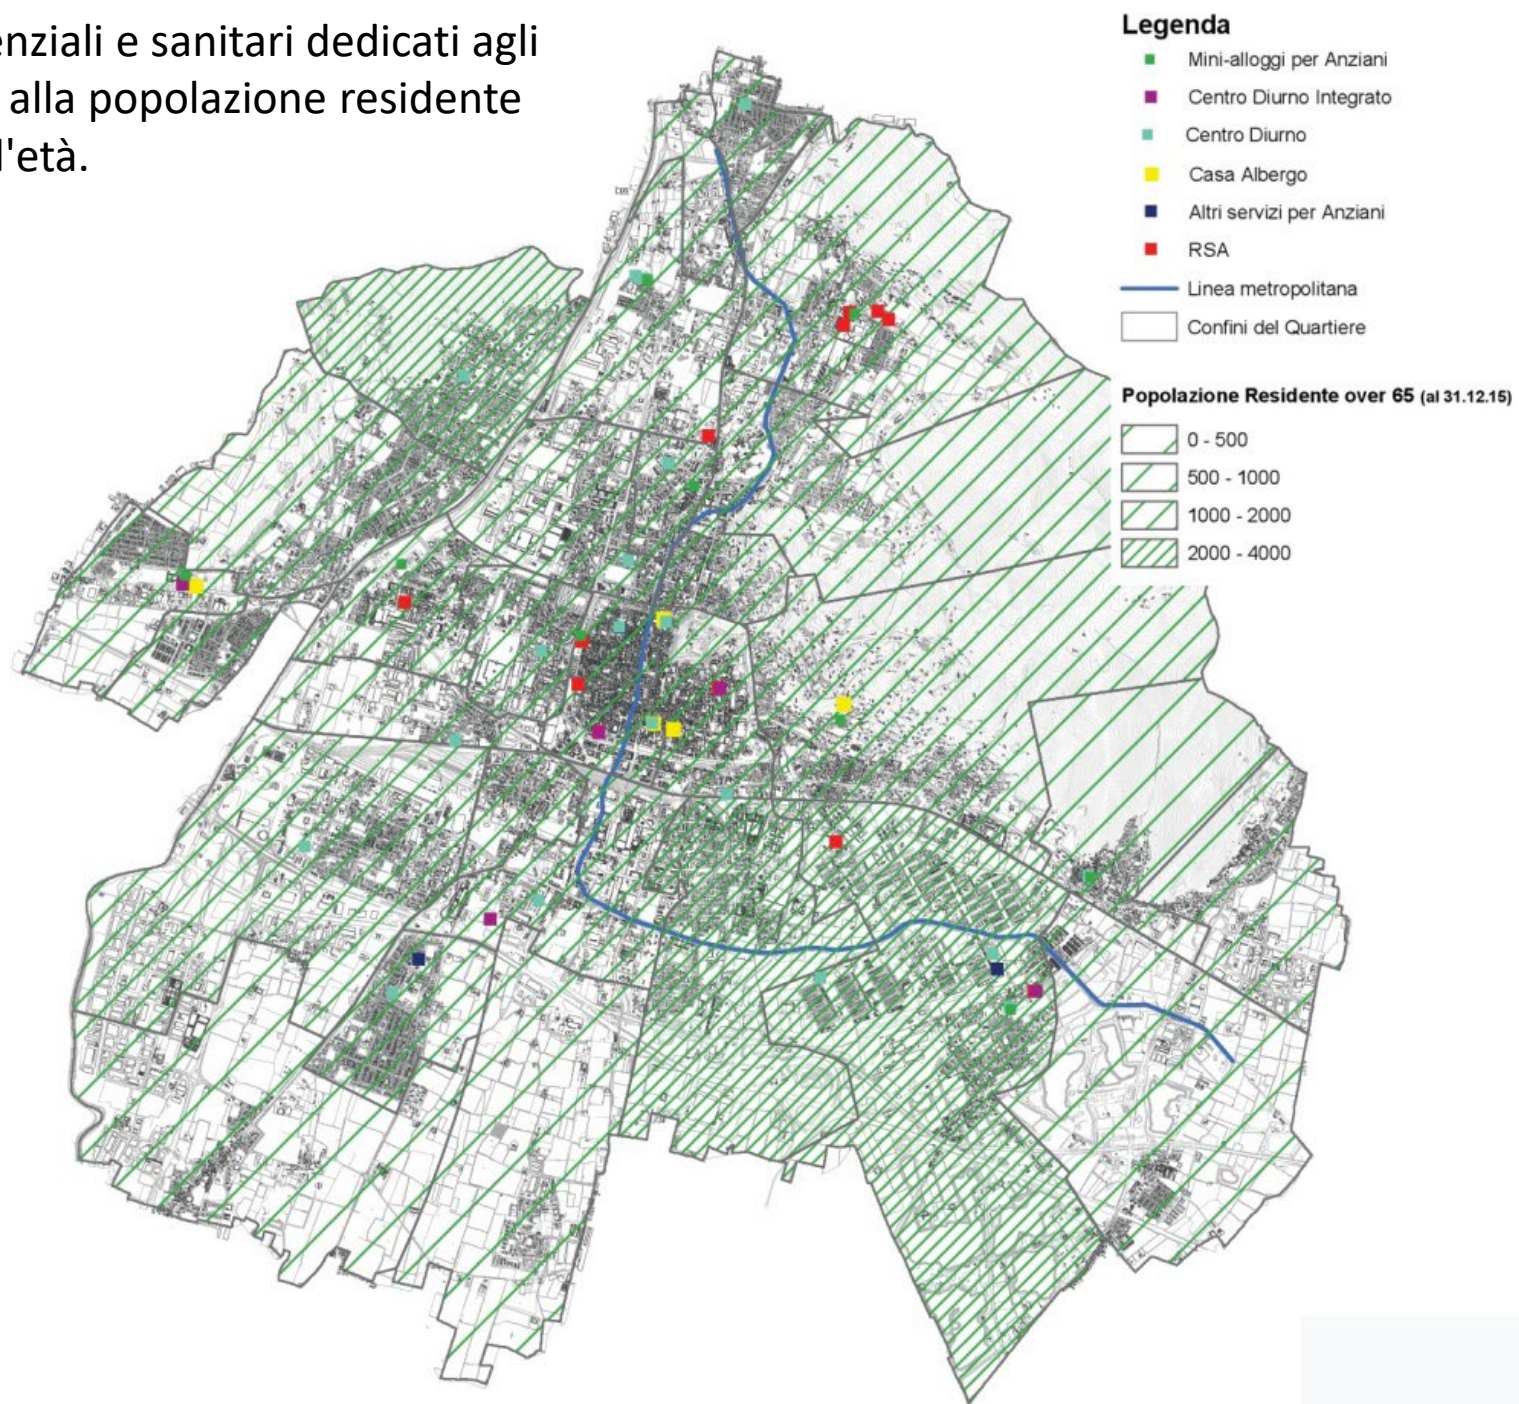 enziali e sanitari dedicati agli
alla popolazione residente
l'età.
Legenda
Mini-alloggi per Anziani
Centro Diurno Integrato
Centro Diurno
Casa Albergo
Altri servizi per Anziani
RSA
Linea metropolitana
Confini del Quartiere
Popolazione Residente over 65 (al 31.12.15)
0 - 500
500 - 1000
1000 - 2000
2000 - 4000